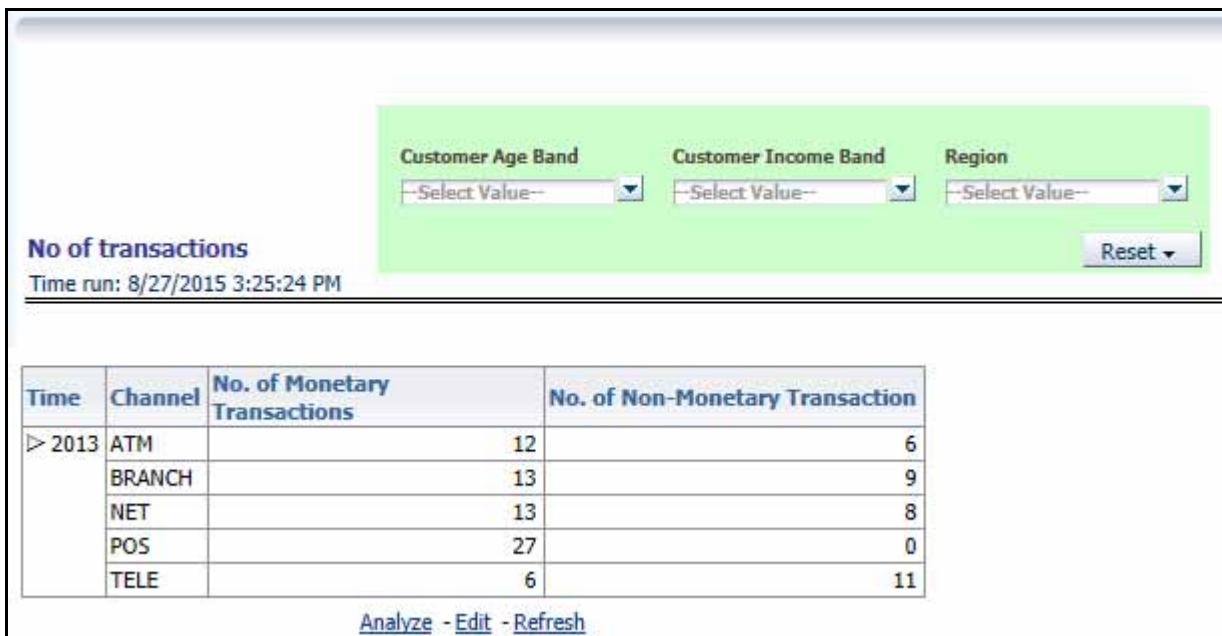 Customer Age Band Customer Income Band Region
--Select Value-- --Select Value-- --Select Value--
Reset
No of transactions
Time run: 8/27/2015 3:25:24 PM
Time Channel No. of Monetary Transactions No. of Non-Monetary Transaction
2013 ATM 12 6
BRANCH 13 9
NET 13 8
POS 27 0
TELE 6 11
Analyze - Edit - Refresh